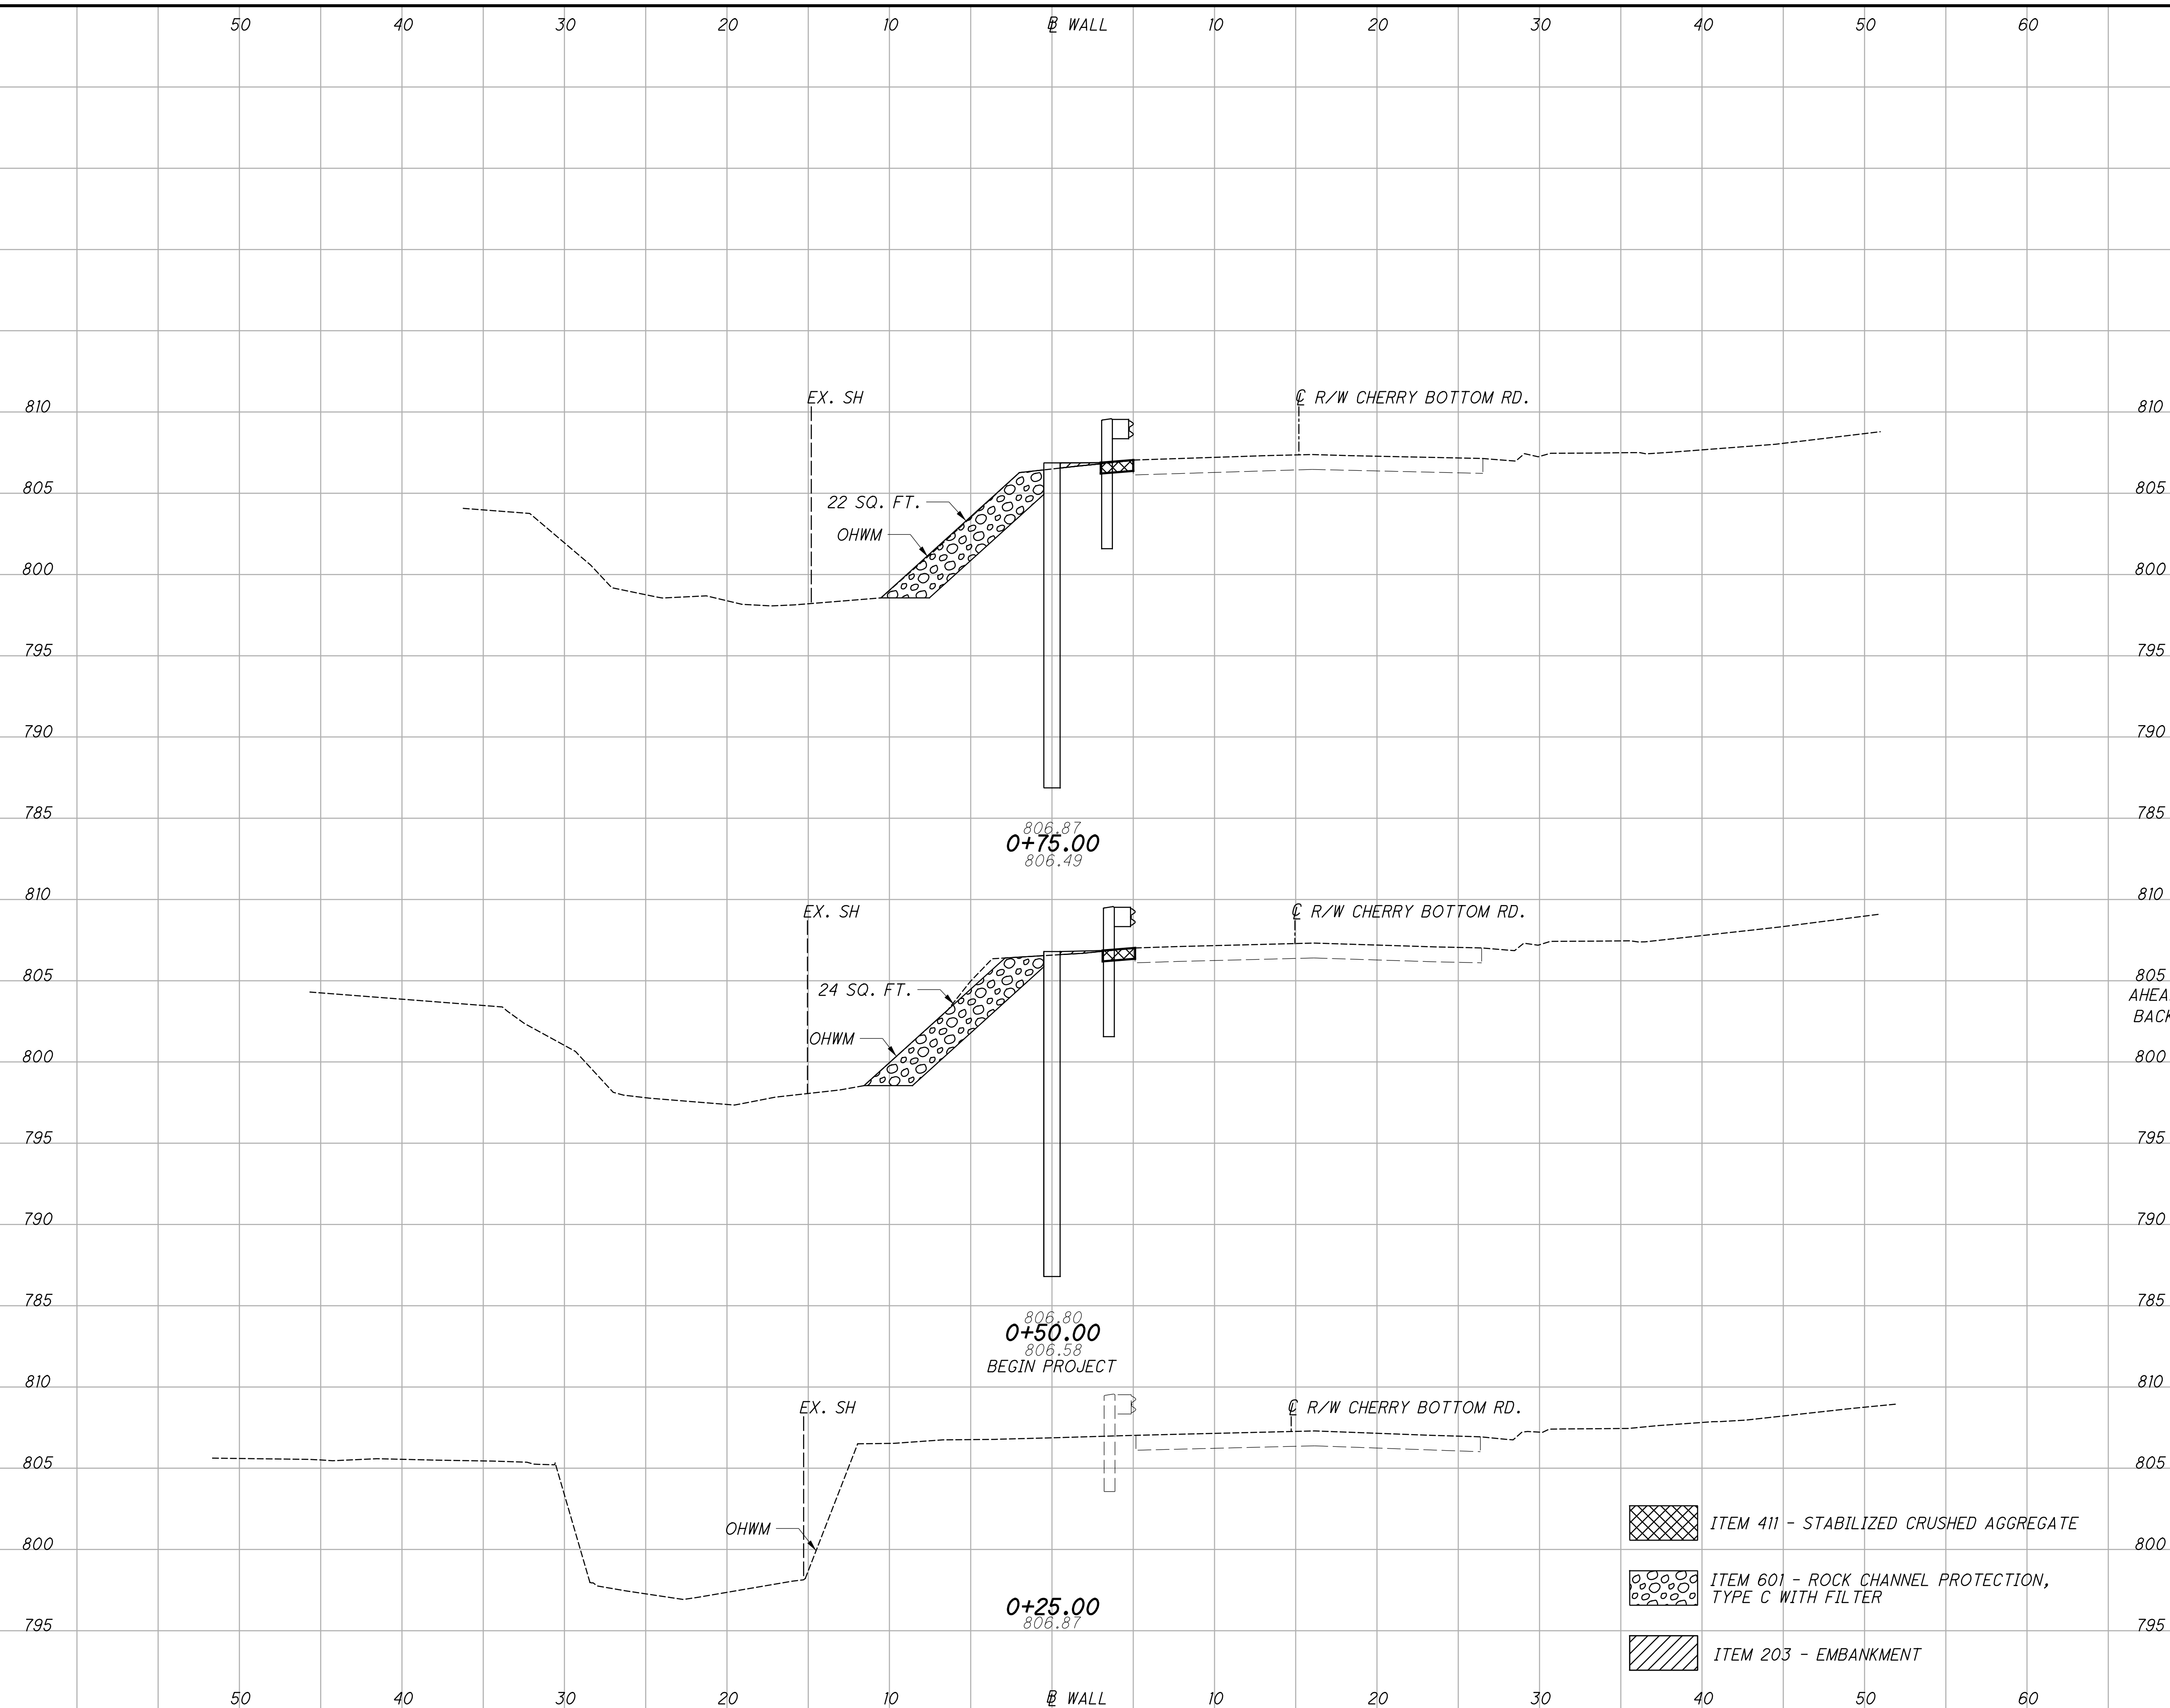 50 40 30 20 10 ℄ WALL 10 20 30 40 50 60
EX. SH
℄ R/W CHERRY BOTTOM RD.
810 810
805 805
22 SQ. FT.
OHWM
800 800
795 795
790 790
785 785
806.87
0+75.00
806.49
810 810
EX. SH
℄ R/W CHERRY BOTTOM RD.
805 805
24 SQ. FT.
AHEA
BACK
OHWM
800 800
795 795
790 790
785 785
806.80
0+50.00
806.58
BEGIN PROJECT
810 810
EX. SH
℄ R/W CHERRY BOTTOM RD.
805 805
OHWM
ITEM 411 - STABILIZED CRUSHED AGGREGATE
800 800
ITEM 601 - ROCK CHANNEL PROTECTION,
TYPE C WITH FILTER
0+25.00
806.87
795 795
ITEM 203 - EMBANKMENT
50 40 30 20 10 ℄ WALL 10 20 30 40 50 60